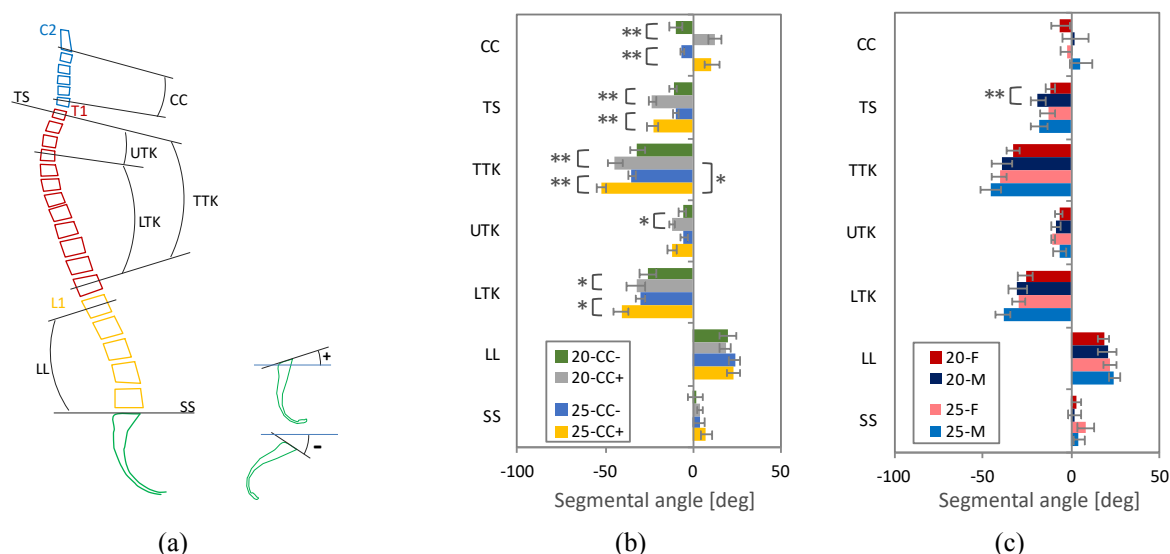 C2
TS
T1
CC
UTK
TTK
LTK
L1
LL
SS
+
-
(a)
CC
TS
TTK
UTK
LTK
LL
SS
**
**
**
**
**
**
*
*
*
*
20-CC-
20-CC+
25-CC-
25-CC+
-100
-50
0
50
Segmental angle [deg]
(b)
CC
TS
TTK
UTK
LTK
LL
SS
**
20-F
20-M
25-F
25-M
-100
-50
0
50
Segmental angle [deg]
(c)